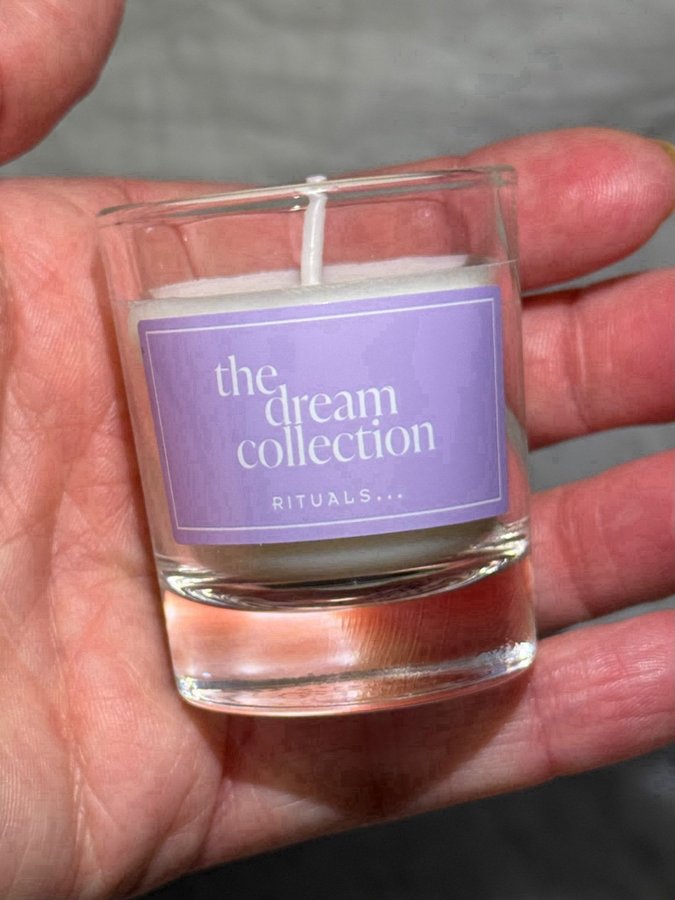 the
dream
collection
RITUALS...